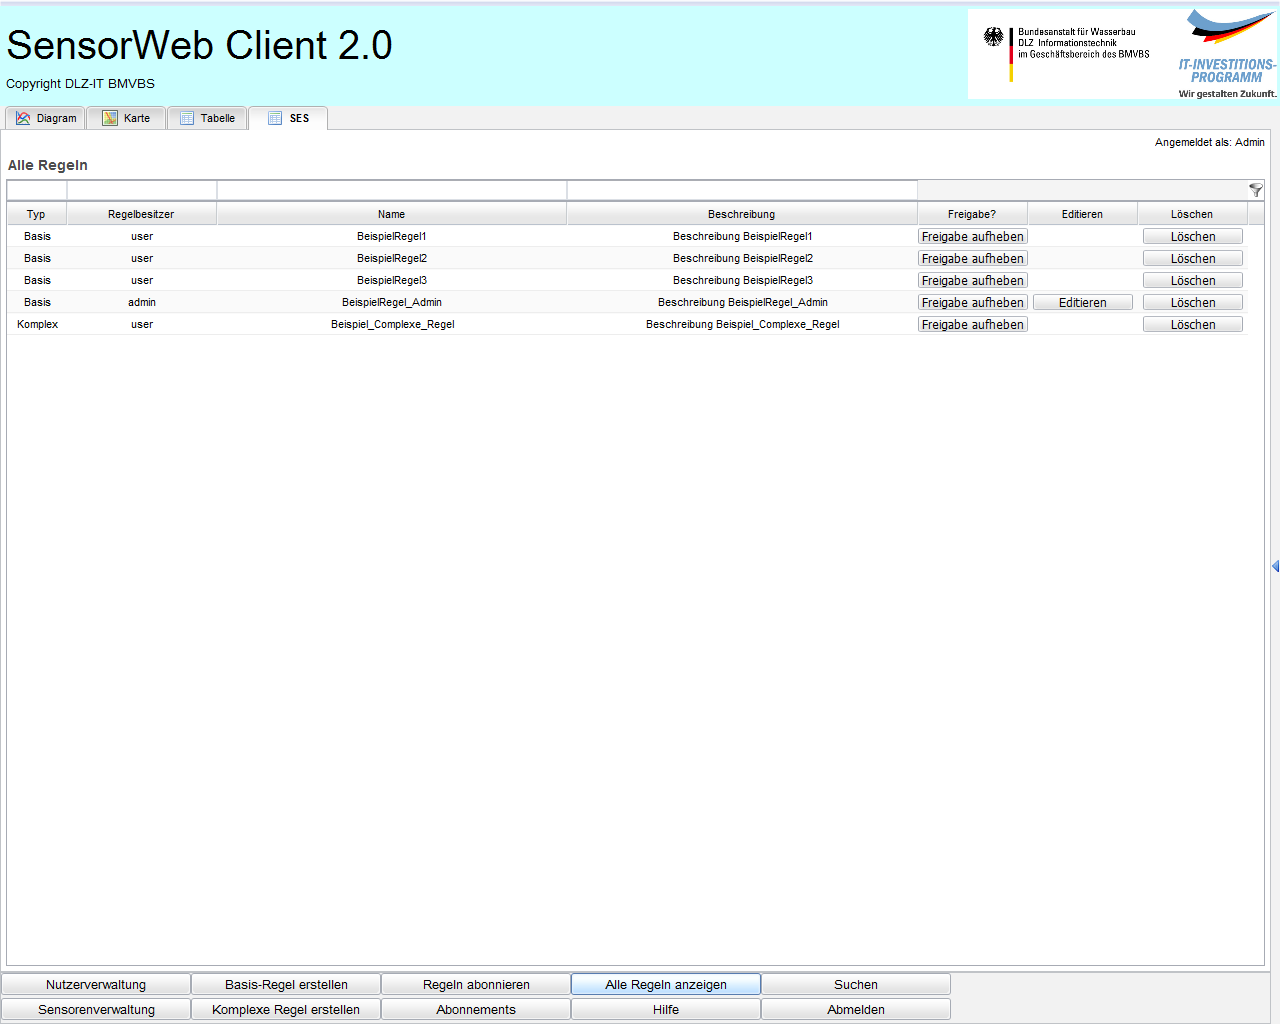 SensorWeb Client 2.0
Copyright DLZ-IT BMVBS
Bundesanstalt für Wasserbau
DLZ Informationstechnik
im Geschäftsbereich des BMVBS
IT-INVESTITIONS-
PROGRAMM
Wir gestalten Zukunft.
Diagram Karte Tabelle SES
Angemeldet als: Admin
Alle Regeln
Typ Regelbesitzer Name Beschreibung Freigabe? Editieren Löschen
Basis user BeispielRegel1 Beschreibung BeispielRegel1 Freigabe aufheben Löschen
Basis user BeispielRegel2 Beschreibung BeispielRegel2 Freigabe aufheben Löschen
Basis user BeispielRegel3 Beschreibung BeispielRegel3 Freigabe aufheben Löschen
Basis admin BeispielRegel_Admin Beschreibung BeispielRegel_Admin Freigabe aufheben Editieren Löschen
Komplex user Beispiel_Complexe_Regel Beschreibung Beispiel_Complexe_Regel Freigabe aufheben Löschen
Nutzerverwaltung Basis-Regel erstellen Regeln abonnieren Alle Regeln anzeigen Suchen
Sensorenverwaltung Komplexe Regel erstellen Abonnements Hilfe Abmelden